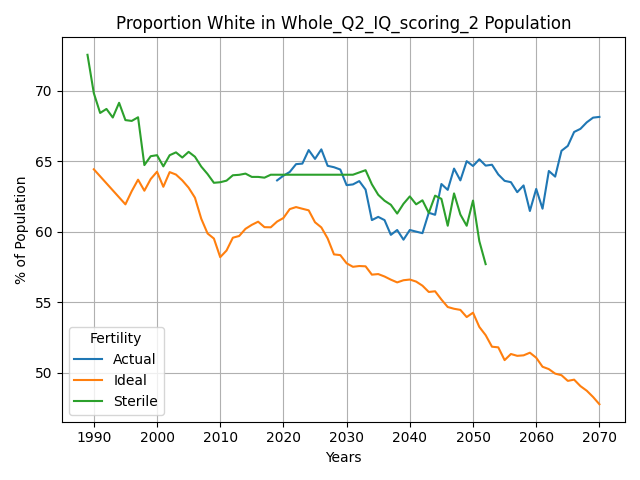 Proportion White in Whole_Q2_IQ_scoring_2 Population
% of Population
70
65
60
55
50
Fertility
Actual
Ideal
Sterile
1990 2000 2010 2020 2030 2040 2050 2060 2070
Years